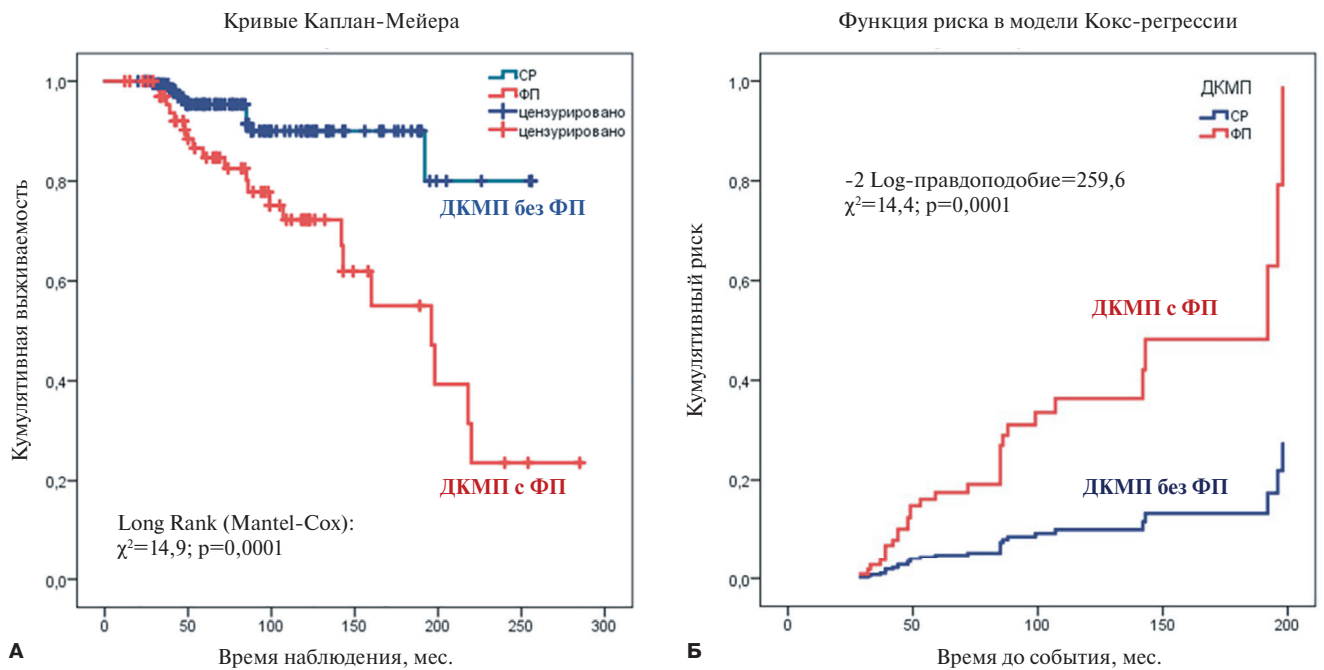 Кривые Каплан-Мейера
1,0
0,8
0,6
0,4
0,2
0,0
Кумулятивная выживаемость
СР
ФП
цензурировано
цензурировано
ДКМП без ФП
ДКМП с ФП
Long Rank (Mantel-Cox):
χ²=14,9; p=0,0001
0 50 100 150 200 250 300
Время наблюдения, мес.
А
Функция риска в модели Кокс-регрессии
1,0
0,8
0,6
0,4
0,2
0,0
Кумулятивный риск
ДКМП
СР
ФП
-2 Log-правдоподобие=259,6
χ²=14,4; p=0,0001
ДКМП с ФП
ДКМП без ФП
0 50 100 150 200
Время до события, мес.
Б